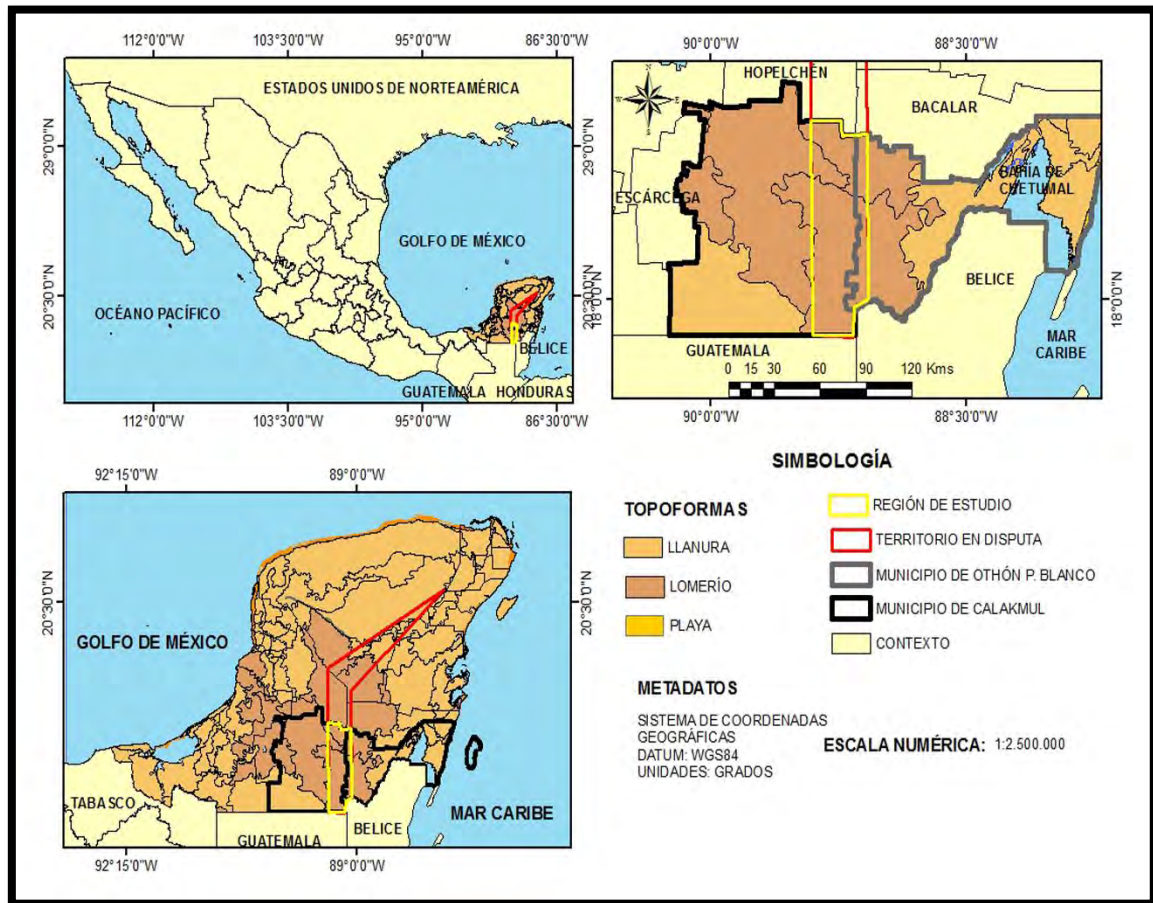 112°0'0"W 103°30'0"W 95°0'0"W 86°30'0"W
ESTADOS UNIDOS DE NORTEAMÉRICA
29°0'0"N
29°0'0"N
GOLFO DE MÉXICO
20°30'0"N
20°30'0"N
OCÉANO PACÍFICO
BELICE
GUATEMALA HONDURAS
112°0'0"W 103°30'0"W 95°0'0"W 86°30'0"W
90°0'0"W 88°30'0"W
HOPELCHÉN
N
BACALAR
BAHÍA DE
CHETUMAL
ESCÁRCEGA
BELICE
18°0'0"N
18°0'0"N
GUATEMALA
MAR
CARIBE
0 15 30 60 90 120 Kms
90°0'0"W 88°30'0"W
92°15'0"W 89°0'0"W
20°30'0"N
20°30'0"N
GOLFO DE MÉXICO
TABASCO
MAR CARIBE
GUATEMALA
BELICE
92°15'0"W 89°0'0"W
SIMBOLOGÍA
TOPOFORMAS
LLANURA
LOMERÍO
PLAYA
REGIÓN DE ESTUDIO
TERRITORIO EN DISPUTA
MUNICIPIO DE OTHÓN P. BLANCO
MUNICIPIO DE CALAKMUL
CONTEXTO
METADATOS
SISTEMA DE COORDENADAS
GEOGRÁFICAS
DATUM: WGS84
UNIDADES: GRADOS
ESCALA NUMÉRICA: 1:2.500.000